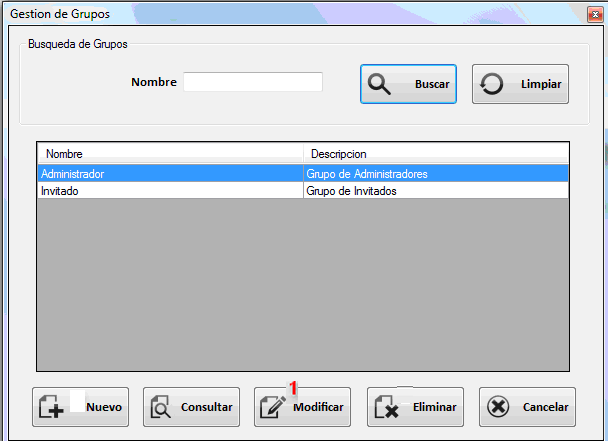 Gestion de Grupos
Busqueda de Grupos
Nombre
Buscar
Limpiar
Nombre Descripcion
Administrador Grupo de Administradores
Invitado Grupo de Invitados
1
Nuevo Consultar Modificar Eliminar Cancelar